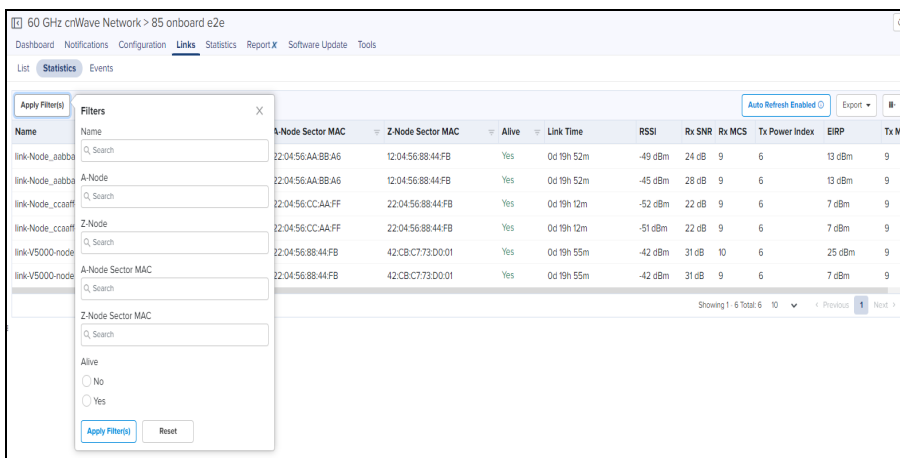 60 GHz cnWave Network > 85 onboard e2e
Dashboard Notifications Configuration Links Statistics Report X Software Update Tools
List Statistics Events
Apply Filter(s) Auto Refresh Enabled Export
Name A-Node Sector MAC Z-Node Sector MAC Alive Link Time RSSI Rx SNR Rx MCS Tx Power Index EIRP Tx M
link-Node_aabba 22:04:56:AA:BB:A6 12:04:56:88:44:FB Yes 0d 19h 52m -49 dBm 24 dB 9 6 13 dBm 9
link-Node_aabba 22:04:56:AA:BB:A6 12:04:56:88:44:FB Yes 0d 19h 52m -45 dBm 28 dB 9 6 13 dBm 9
link-Node_ccaaff 22:04:56:CC:AA:FF 22:04:56:88:44:FB Yes 0d 19h 12m -52 dBm 22 dB 9 6 7 dBm 9
link-Node_ccaaff 22:04:56:CC:AA:FF 22:04:56:88:44:FB Yes 0d 19h 12m -51 dBm 22 dB 9 6 7 dBm 9
link-V5000-node 22:04:56:88:44:FB 42:CB:C7:73:D0:01 Yes 0d 19h 55m -42 dBm 31 dB 10 6 25 dBm 9
link-V5000-node 22:04:56:88:44:FB 42:CB:C7:73:D0:01 Yes 0d 19h 55m -42 dBm 31 dB 9 6 7 dBm 9
Showing 1 - 6 Total: 6 10 < Previous 1 Next >
Filters X
Name
Search
A-Node
Search
Z-Node
Search
A-Node Sector MAC
Search
Z-Node Sector MAC
Search
Alive
No
Yes
Apply Filter(s) Reset